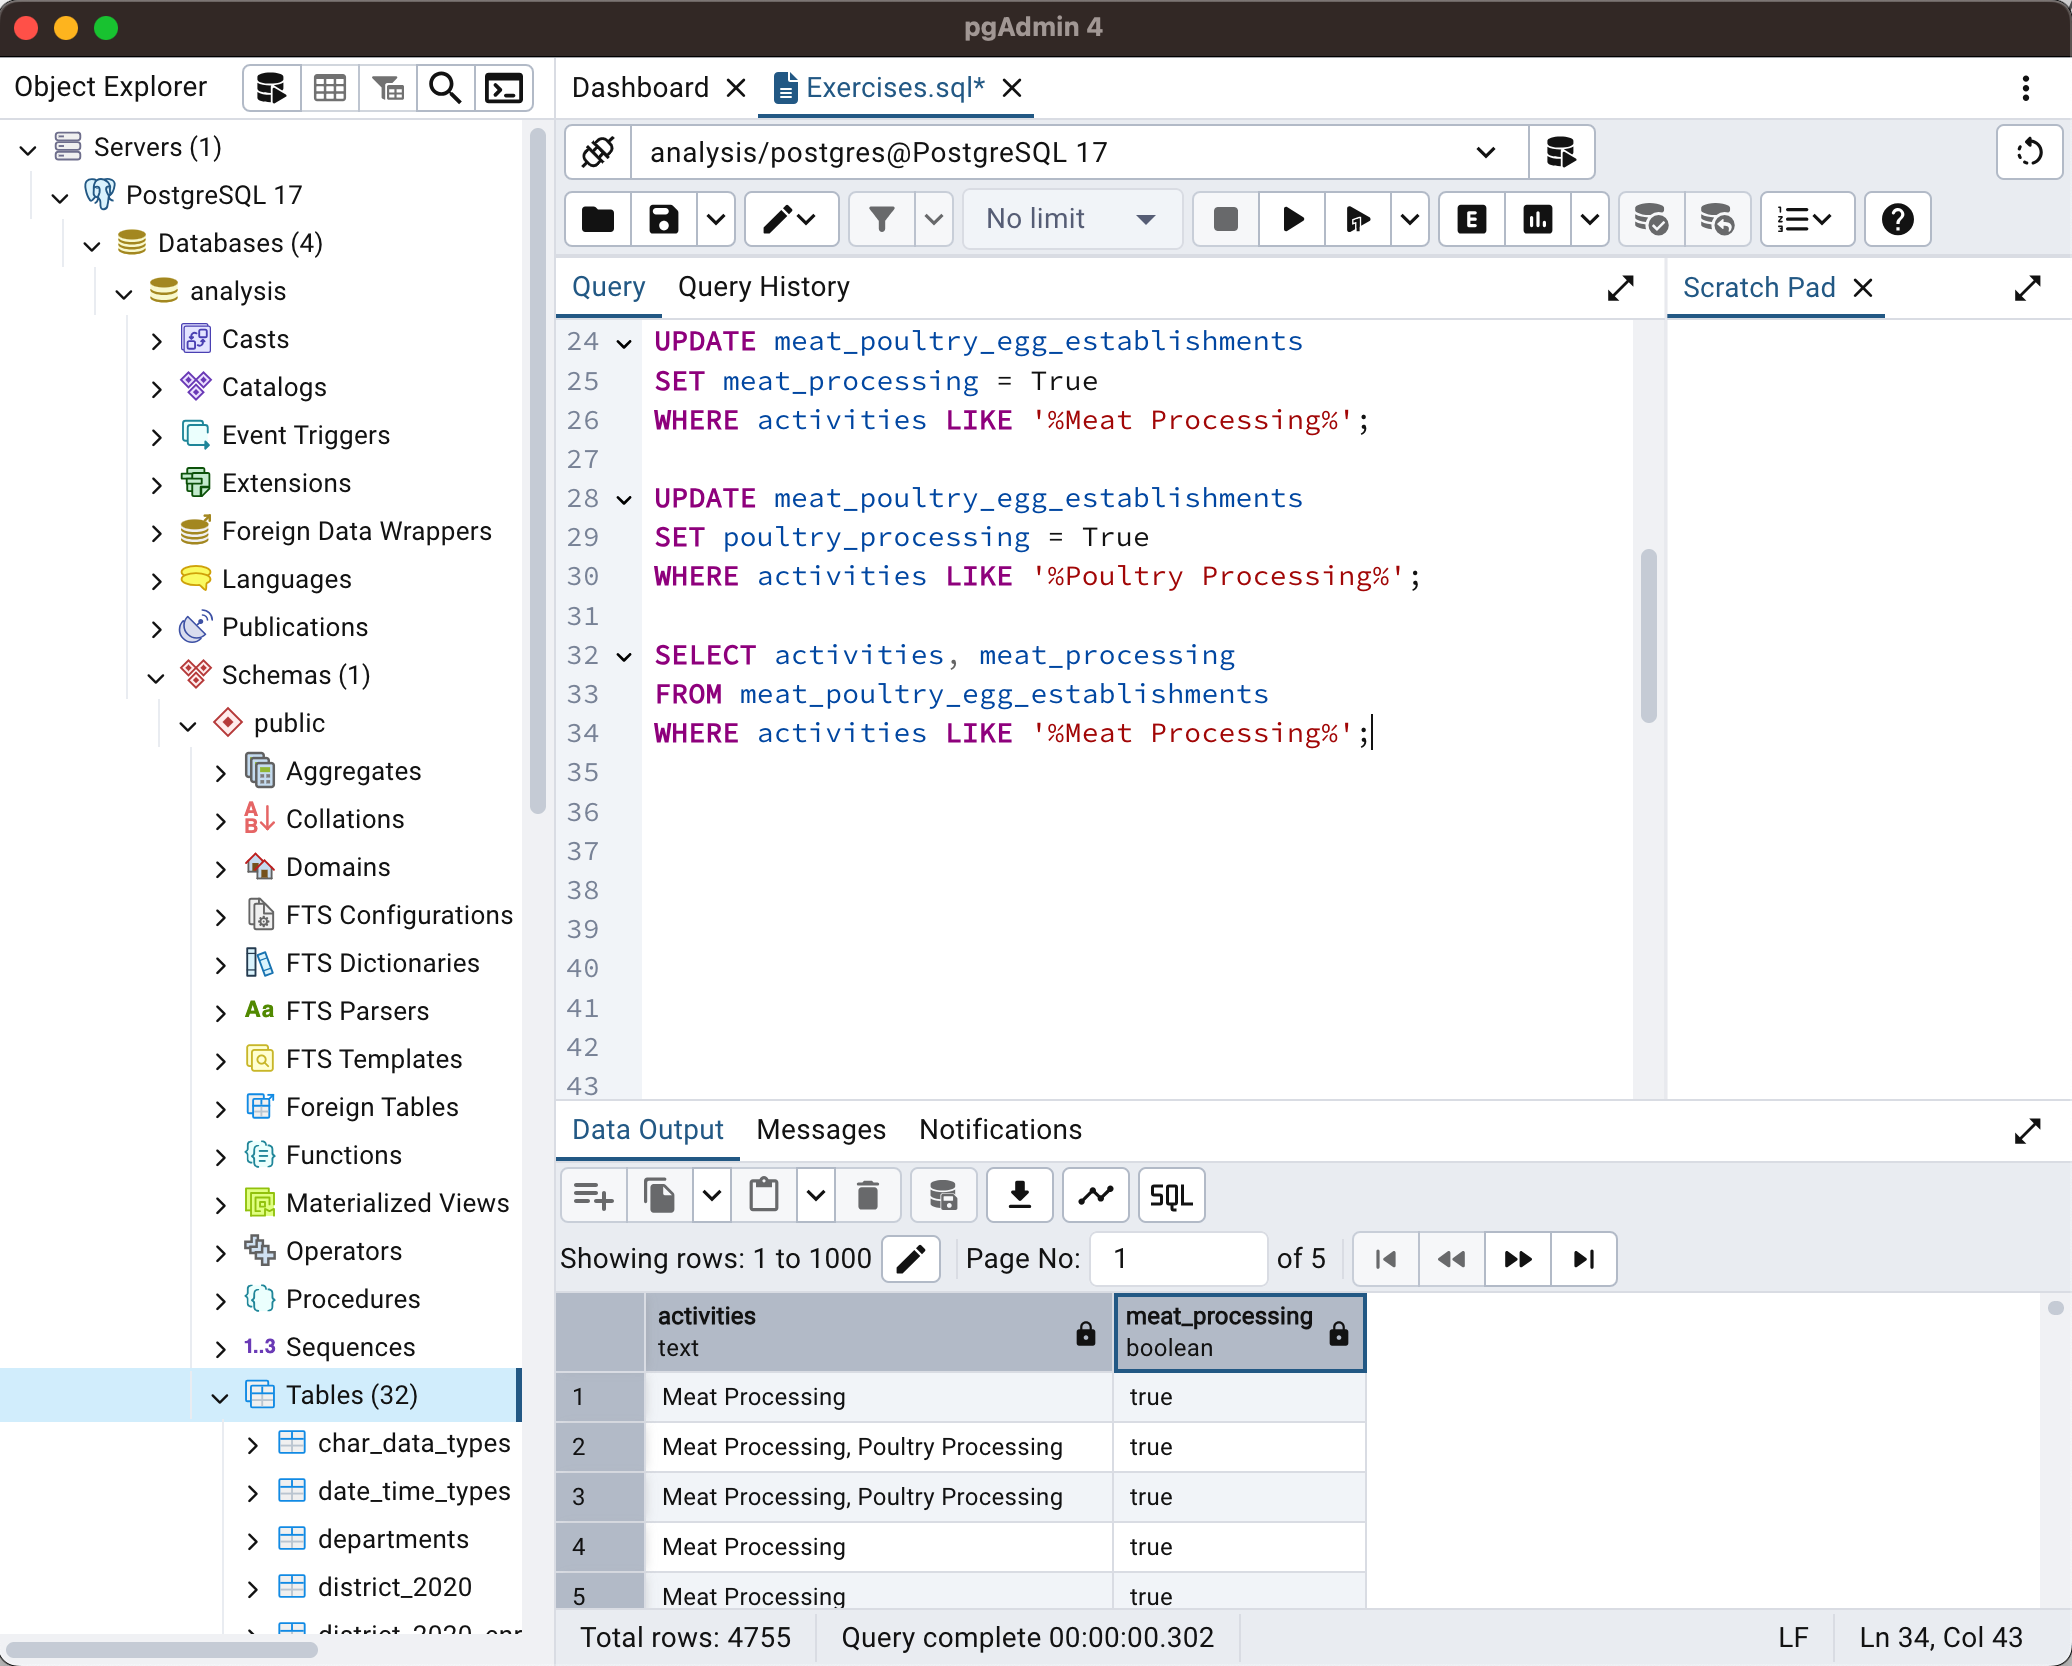 pgAdmin 4
Object Explorer
Dashboard
Exercises.sql*
Servers (1)
PostgreSQL 17
Databases (4)
analysis
Casts
Catalogs
Event Triggers
Extensions
Foreign Data Wrappers
Languages
Publications
Schemas (1)
public
Aggregates
Collations
Domains
FTS Configurations
FTS Dictionaries
Aa FTS Parsers
FTS Templates
Foreign Tables
Functions
Materialized Views
Operators
Procedures
1..3 Sequences
Tables (32)
char_data_types
date_time_types
departments
district_2020
analysis/postgres@PostgreSQL 17
No limit
E
Query
Query History
Scratch Pad
24 UPDATE meat_poultry_egg_establishments
25 SET meat_processing = True
26 WHERE activities LIKE '%Meat Processing%';
27
28 UPDATE meat_poultry_egg_establishments
29 SET poultry_processing = True
30 WHERE activities LIKE '%Poultry Processing%';
31
32 SELECT activities, meat_processing
33 FROM meat_poultry_egg_establishments
34 WHERE activities LIKE '%Meat Processing%';
35
36
37
38
39
40
41
42
43
Data Output
Messages
Notifications
SQL
Showing rows: 1 to 1000
Page No: 1 of 5
activities text
meat_processing boolean
1 Meat Processing true
2 Meat Processing, Poultry Processing true
3 Meat Processing, Poultry Processing true
4 Meat Processing true
5 Meat Processing true
Total rows: 4755
Query complete 00:00:00.302
LF
Ln 34, Col 43